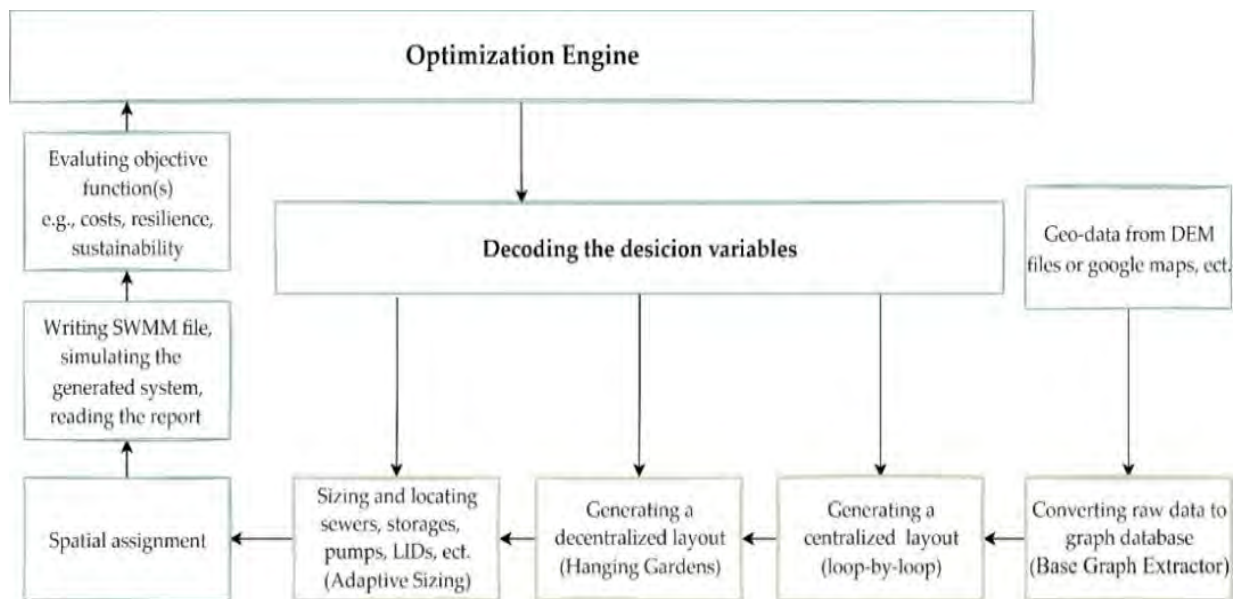 Optimization Engine
Evaluting objective
function(s)
e.g., costs, resilience,
sustainability
Decoding the desicion variables
Geo-data from DEM
files or google maps, ect.
Writing SWMM file,
simulating the
generated system,
reading the report
Spatial assignment
Sizing and locating
sewers, storages,
pumps, LIDs, ect.
(Adaptive Sizing)
Generating a
decentralized layout
(Hanging Gardens)
Generating a
centralized layout
(loop-by-loop)
Converting raw data to
graph database
(Base Graph Extractor)